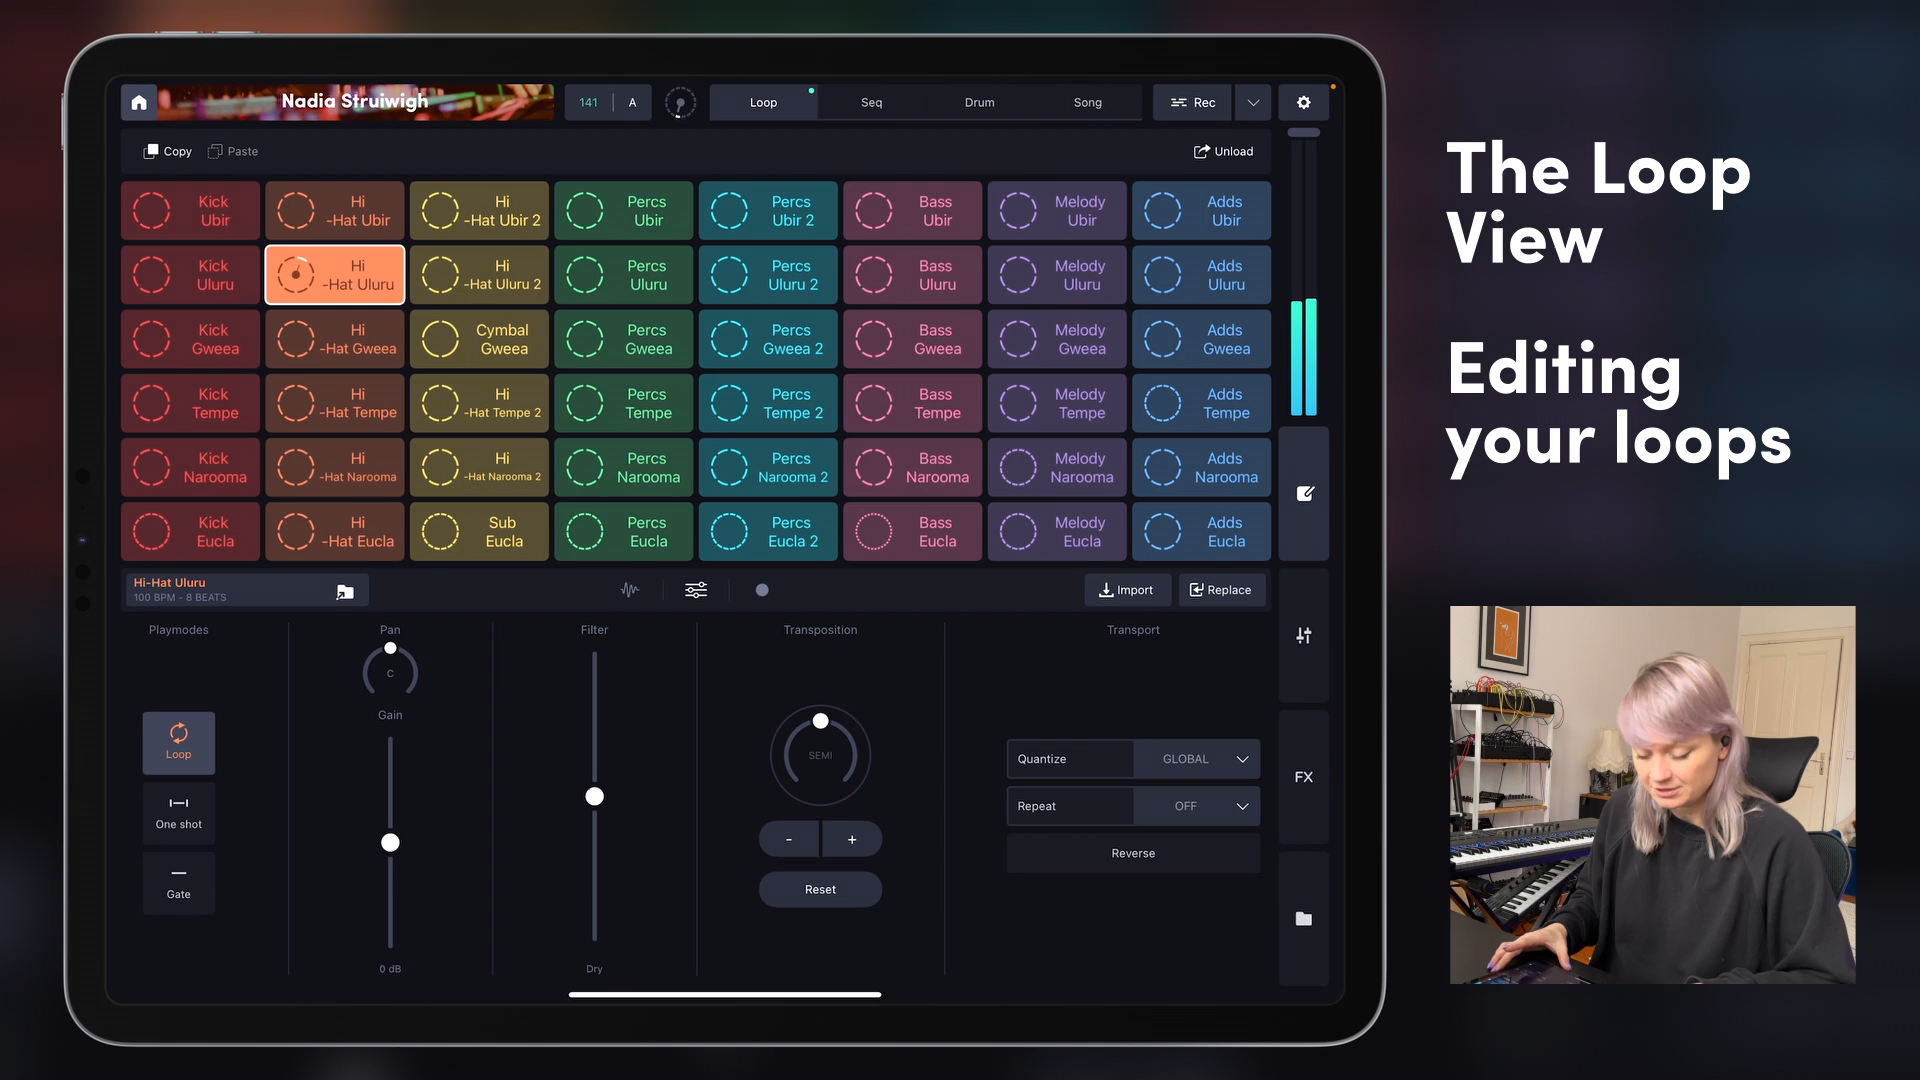 Nadia Struiwigh
141 A
Loop
Seq
Drum
Song
Rec
Copy
Paste
Unload
Kick
Ubir
Hi
-Hat Ubir
Hi
-Hat Ubir 2
Percs
Ubir
Percs
Ubir 2
Bass
Ubir
Melody
Ubir
Adds
Ubir
Kick
Uluru
Hi
-Hat Uluru
Hi
-Hat Uluru 2
Percs
Uluru
Percs
Uluru 2
Bass
Uluru
Melody
Uluru
Adds
Uluru
Kick
Gweea
Hi
-Hat Gweea
Cymbal
Gweea
Percs
Gweea
Percs
Gweea 2
Bass
Gweea
Melody
Gweea
Adds
Gweea
Kick
Tempe
Hi
-Hat Tempe
Hi
-Hat Tempe 2
Percs
Tempe
Percs
Tempe 2
Bass
Tempe
Melody
Tempe
Adds
Tempe
Kick
Narooma
Hi
-Hat Narooma
Hi
-Hat Narooma 2
Percs
Narooma
Percs
Narooma 2
Bass
Narooma
Melody
Narooma
Adds
Narooma
Kick
Eucla
Hi
-Hat Eucla
Sub
Eucla
Percs
Eucla
Percs
Eucla 2
Bass
Eucla
Melody
Eucla
Adds
Eucla
Hi-Hat Uluru
100 BPM - 8 BEATS
Import
Replace
Playmodes
Loop
One shot
Gate
Pan
C
Gain
0 dB
Filter
Dry
Transposition
SEMI
- +
Reset
Transport
Quantize GLOBAL
Repeat OFF
Reverse
FX
The Loop
View
Editing
your loops